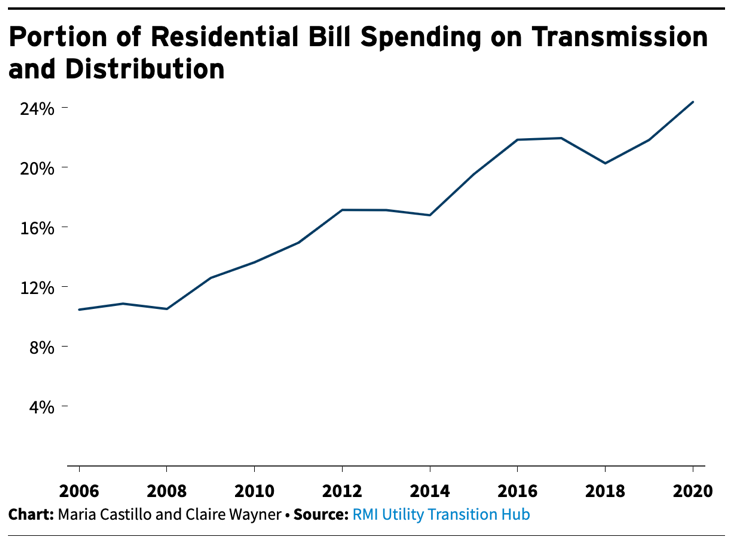 Portion of Residential Bill Spending on Transmission
and Distribution
24%
20%
16%
12%
8%
4%
2006 2008 2010 2012 2014 2016 2018 2020
Chart: Maria Castillo and Claire Wayner • Source: RMI Utility Transition Hub